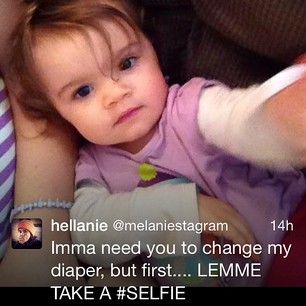 hellanie @melaniestagram 14h
Imma need you to change my
diaper, but first.... LEMME
TAKE A #SELFIE